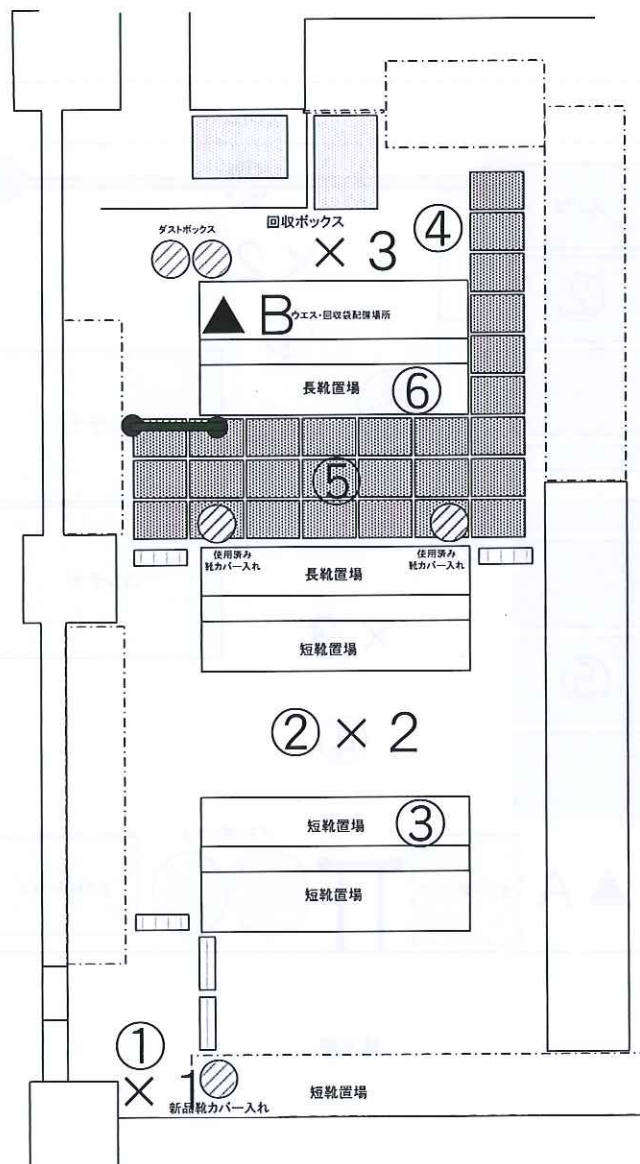 ダストボックス
回収ボックス
× 3
④
▲ B ウエス・回収袋配備場所
長靴置場
⑥
⑤
使用済み
靴カバー入れ
使用済み
靴カバー入れ
長靴置場
短靴置場
② × 2
短靴置場
③
短靴置場
①
× 1
新品靴カバー入れ
短靴置場